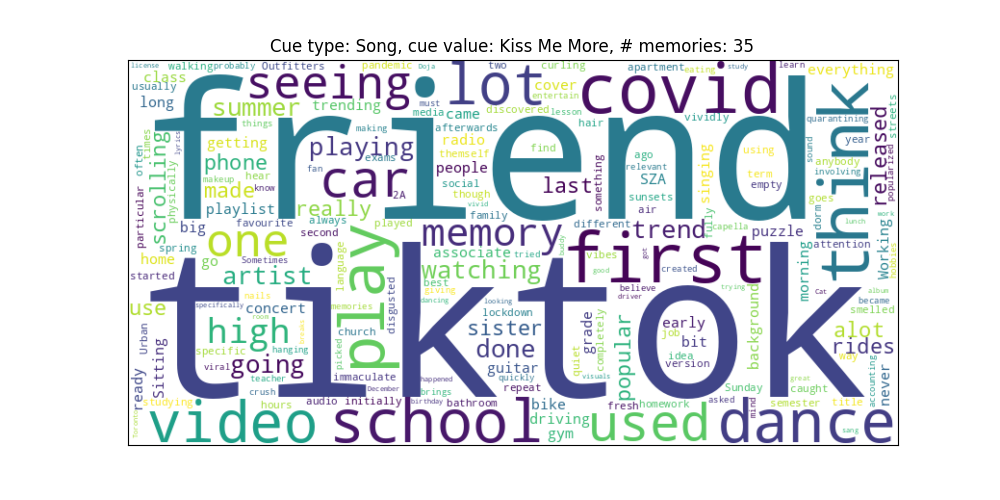 Cue type: Song, cue value: Kiss Me More, # memories: 35
license walking probably Outfitters pandemic Doja two curling apartment eating study learn
class seeing lot cover covid everything
usually entertain
long summer trending media must came discovered lesson vividly quarantining streets
things making afterwards hair think
often times lyrics getting radio find ago singing using sound year released
friend
scrolling phone playing themself something relevant term anybody popularized
physically hear fan exams people SZA empty involving
makeup made know car 2A social last sunsets goes
particular playlist really though air dorm
favourite always played family different trend fully acapella lunch work
big second memory first puzzle attention Working hobbies
spring one language play associate tried buddy vibes got morning
home go Sometimes watching good created
started artist best believe trying Cat album
use nails specifically memories giving looking driver became
concert dancing lockdown early background smelled
ready Urban high room disgusted sister grade popular job bit alot
tiktok
sitting specific hanging church done quiet completely idea rides
viral going breaks picked guitar version way
teacher immaculate happened quickly visuals great accounting never
crush December brings repeat Sunday caught
studying hours audio initially birthday bathroom bike fresh homework asked mind semester title
toronto video school driving used dance
gym sang